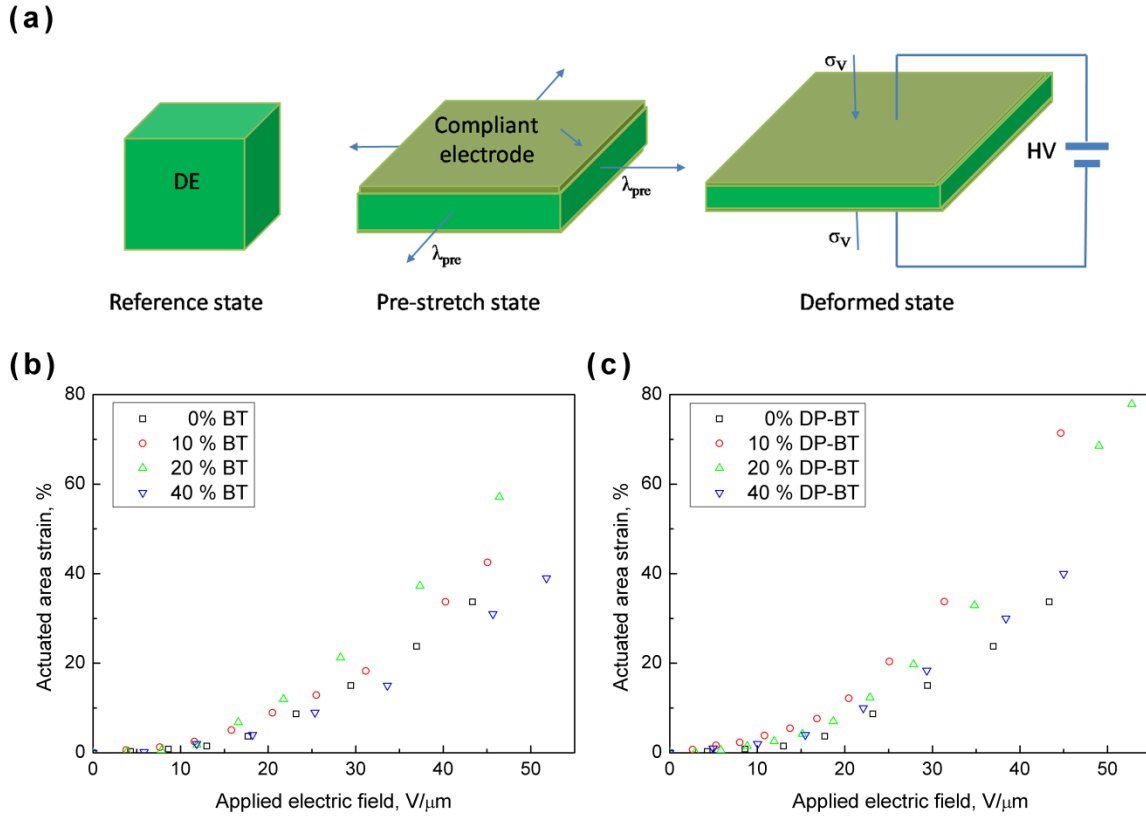 (a)
DE
Compliant
electrode
λpre
λpre
σV
σV
HV
Reference state
Pre-stretch state
Deformed state
(b)
80
60
40
20
0
0 10 20 30 40 50
Actuated area strain, %
Applied electric field, V/μm
0% BT
10 % BT
20 % BT
40 % BT
(c)
80
60
40
20
0
0 10 20 30 40 50
Actuated area strain, %
Applied electric field, V/μm
0% DP-BT
10 % DP-BT
20 % DP-BT
40 % DP-BT